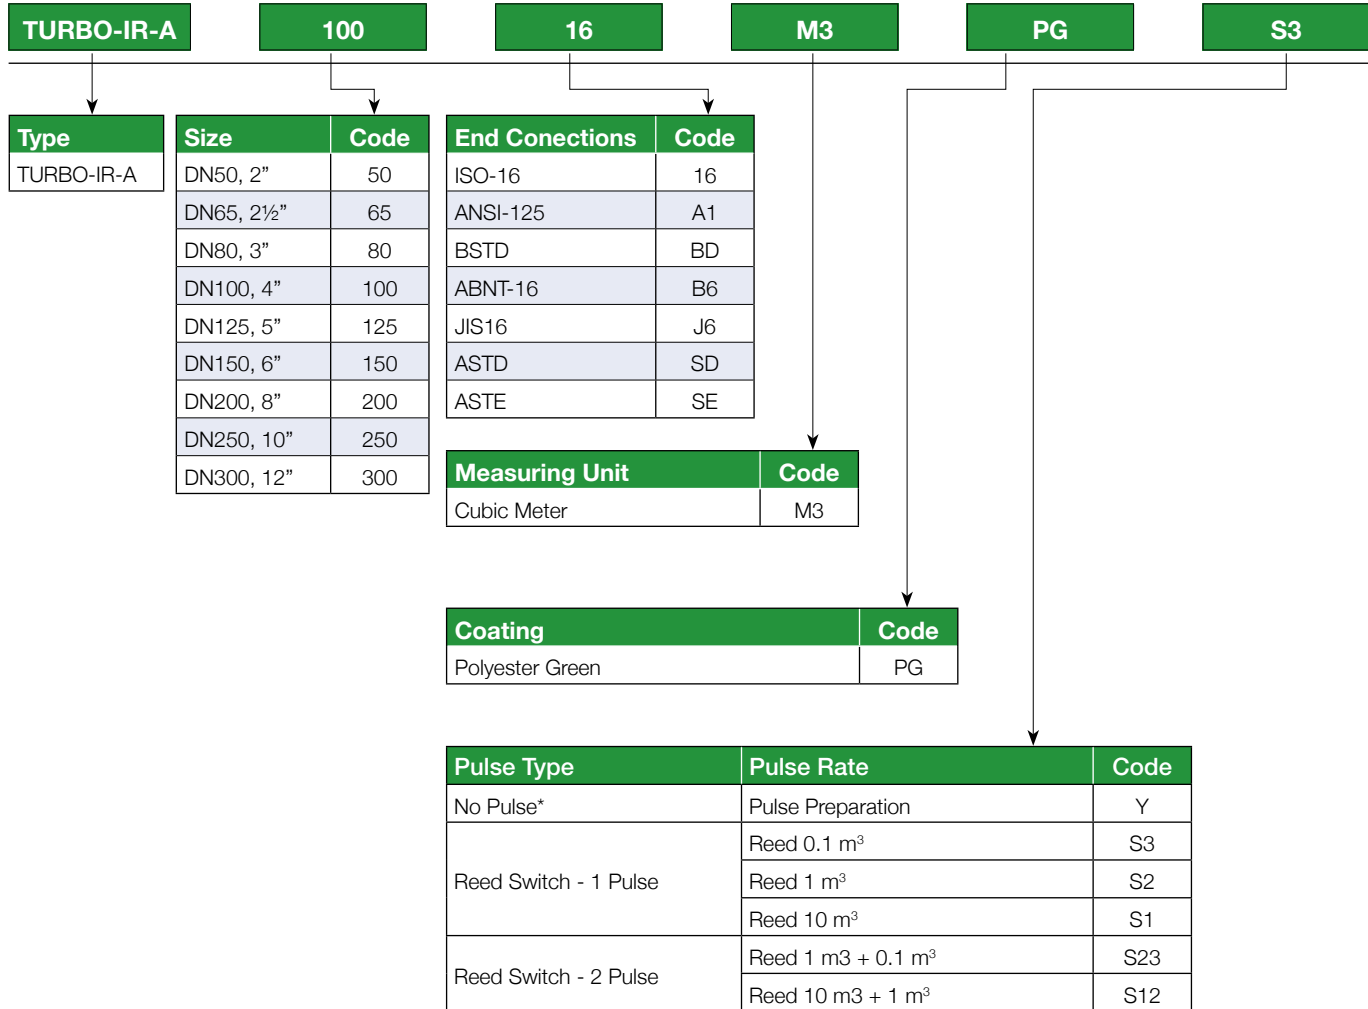 TURBO-IR-A 100 16 M3 PG S3
Type
TURBO-IR-A
Size Code
DN50, 2” 50
DN65, 2½” 65
DN80, 3” 80
DN100, 4” 100
DN125, 5” 125
DN150, 6” 150
DN200, 8” 200
DN250, 10” 250
DN300, 12” 300
End Conections Code
ISO-16 16
ANSI-125 A1
BSTD BD
ABNT-16 B6
JIS16 J6
ASTD SD
ASTE SE
Measuring Unit Code
Cubic Meter M3
Coating Code
Polyester Green PG
Pulse Type Pulse Rate Code
No Pulse* Pulse Preparation Y
Reed Switch - 1 Pulse
Reed 0.1 m³ S3
Reed 1 m³ S2
Reed 10 m³ S1
Reed Switch - 2 Pulse
Reed 1 m3 + 0.1 m³ S23
Reed 10 m3 + 1 m³ S12